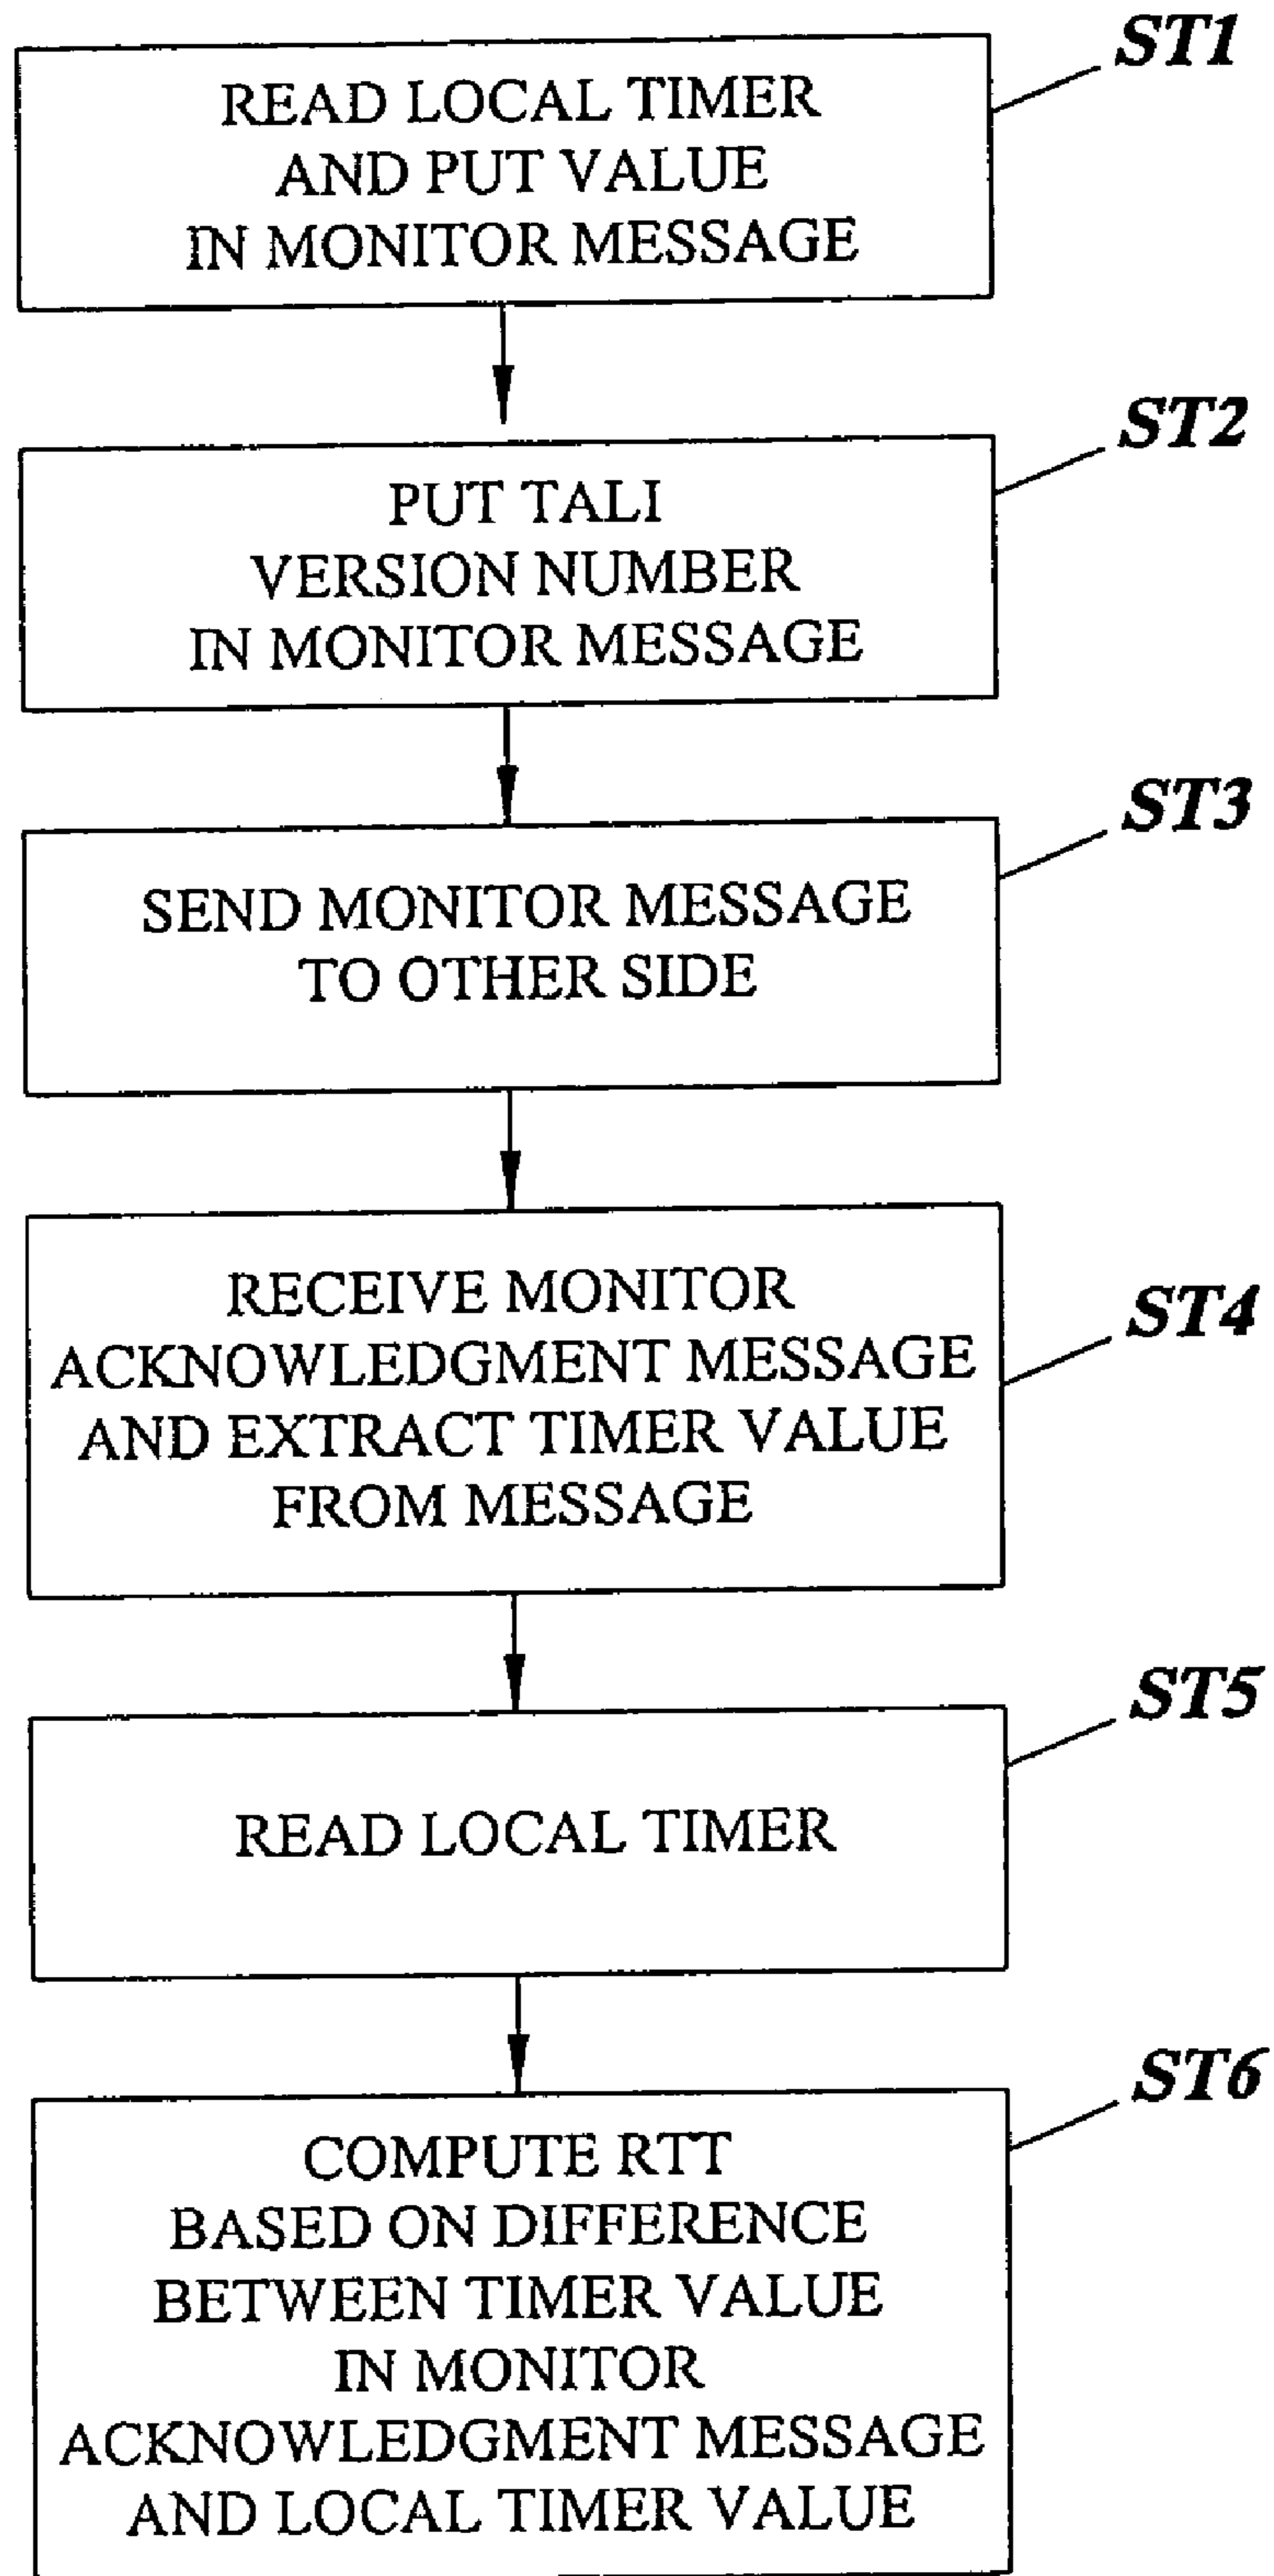 ST1
READ LOCAL TIMER
AND PUT VALUE
IN MONITOR MESSAGE
ST2
PUT TALI
VERSION NUMBER
IN MONITOR MESSAGE
ST3
SEND MONITOR MESSAGE
TO OTHER SIDE
ST4
RECEIVE MONITOR
ACKNOWLEDGMENT MESSAGE
AND EXTRACT TIMER VALUE
FROM MESSAGE
ST5
READ LOCAL TIMER
ST6
COMPUTE RTT
BASED ON DIFFERENCE
BETWEEN TIMER VALUE
IN MONITOR
ACKNOWLEDGMENT MESSAGE
AND LOCAL TIMER VALUE